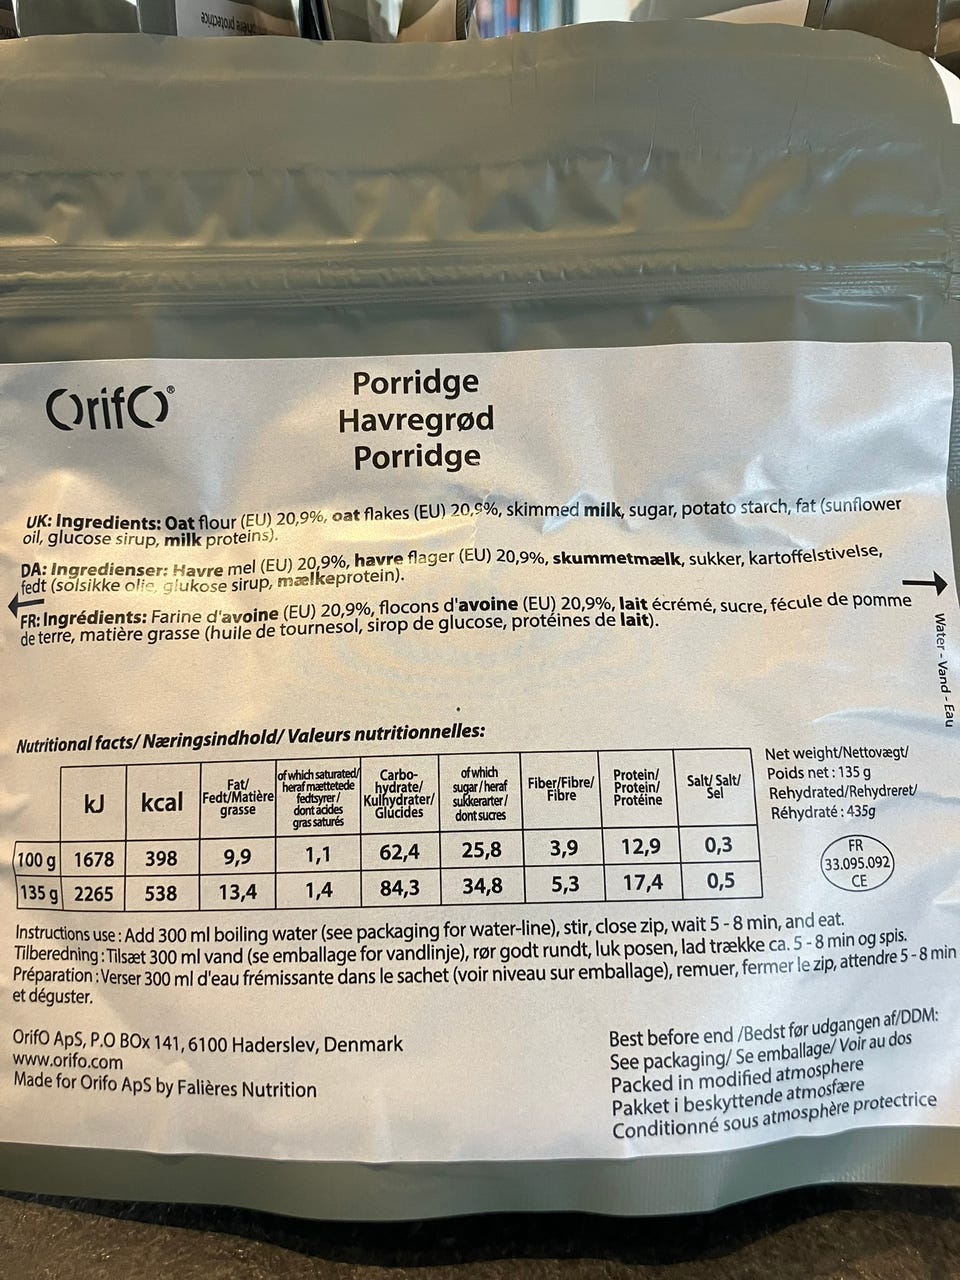 OrifO®
Porridge
Havregrød
Porridge
UK: Ingredients: Oat flour (EU) 20,9%, oat flakes (EU) 20,9%, skimmed milk, sugar, potato starch, fat (sunflower
oil, glucose sirup, milk proteins).
DA: Ingredienser: Havre mel (EU) 20,9%, havre flager (EU) 20,9%, skummetmælk, sukker, kartoffelstivelse,
fedt (solsikke olie, glukose sirup, mælkeprotein).
FR: Ingrédients: Farine d'avoine (EU) 20,9%, flocons d'avoine (EU) 20,9%, lait écrémé, sucre, fécule de pomme
de terre, matière grasse (huile de tournesol, sirop de glucose, protéines de lait).
Water - Vand - Eau
Nutritional facts/ Næringsindhold/ Valeurs nutritionnelles:
kJ
kcal
Fat/
Fedt/Matière
grasse
of which saturated/
heraf mættetede
fedtsyrer/
dont acides
gras saturés
Carbo-
hydrate/
Kulhydrater/
Glucides
of which
sugar/heraf
sukkerarter/
dont sucres
Fiber/Fibre/
Fibre
Protein/
Protein/
Protéine
Salt/ Salt/
Sel
100 g 1678 398 9,9 1,1 62,4 25,8 3,9 12,9 0,3
135 g 2265 538 13,4 1,4 84,3 34,8 5,3 17,4 0,5
Net weight/Nettovægt/
Poids net : 135 g
Rehydrated/Rehydreret/
Réhydraté : 435g
FR
33.095.092
CE
Instructions use : Add 300 ml boiling water (see packaging for water-line), stir, close zip, wait 5 - 8 min, and eat.
Tilberedning : Tilsæt 300 ml vand (se emballage for vandlinje), rør godt rundt, luk posen, lad trække ca. 5 - 8 min og spis.
Préparation : Verser 300 ml d'eau frémissante dans le sachet (voir niveau sur emballage), remuer, fermer le zip, attendre 5 - 8 min
et déguster.
OrifO ApS, P.O BOx 141, 6100 Haderslev, Denmark
www.orifo.com
Made for Orifo ApS by Falières Nutrition
Best before end /Bedst før udgangen af/DDM:
See packaging/ Se emballage/ Voir au dos
Packed in modified atmosphere
Pakket i beskyttende atmosfære
Conditionné sous atmosphère protectrice